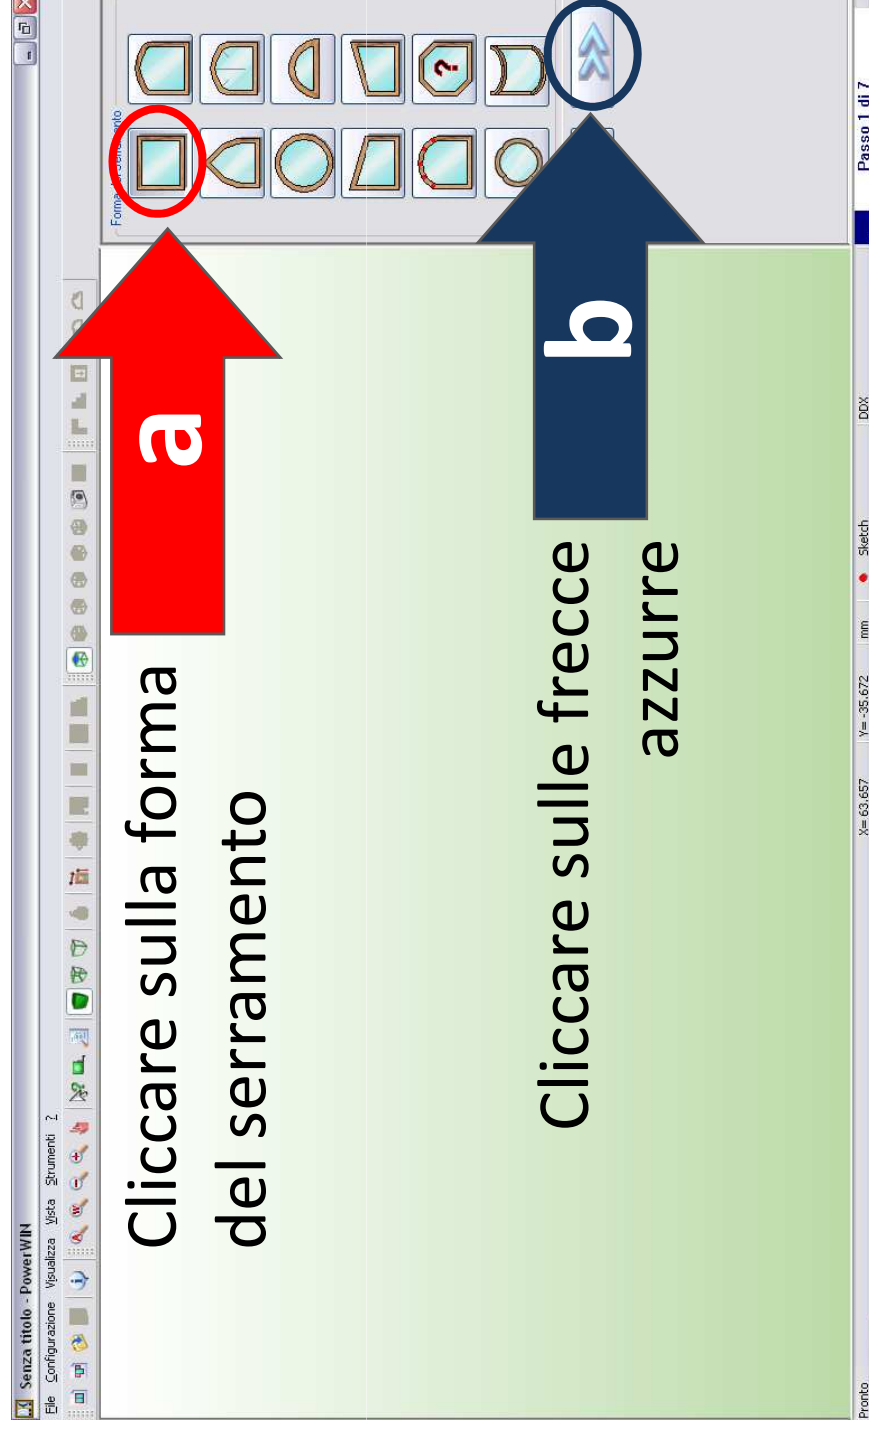 Senza titolo - PowerWIN
File Configurazione Visualizza Vista Strumenti ?
Cliccare sulla forma
del serramento
a
Cliccare sulle frecce
azzurre
b
Pronto
X= 63.657 Y= -35.672 mm Sketch DDX
Passo 1 di 7